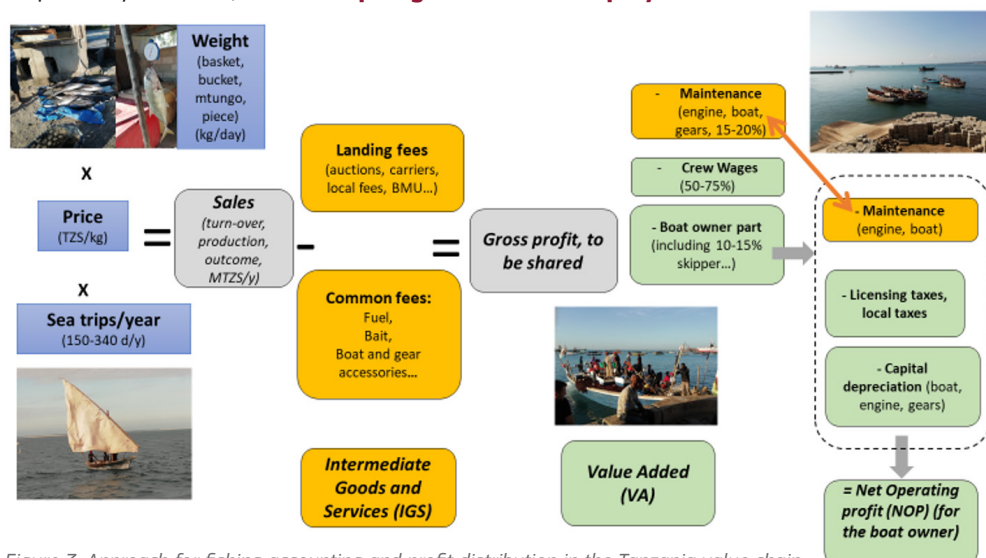 Weight
(basket,
bucket,
mtungo,
piece)
(kg/day)
x
Price
(TZS/kg)
x
Sea trips/year
(150-340 d/y)
=
Sales
(turn-over,
production,
outcome,
MTZS/y)
-
Landing fees
(auctions, carriers,
local fees, BMU...)
Common fees:
Fuel,
Bait,
Boat and gear
accessories...
Intermediate
Goods and
Services (IGS)
=
Gross profit, to
be shared
- Maintenance
(engine, boat,
gears, 15-20%)
- Crew Wages
(50-75%)
- Boat owner part
(including 10-15%
skipper...)
Value Added
(VA)
- Maintenance
(engine, boat)
- Licensing taxes,
local taxes
- Capital
depreciation (boat,
engine, gears)
= Net Operating
profit (NOP) (for
the boat owner)
Figure 3. Approach for fishing accounting and profit distribution in the Tanzania value chain